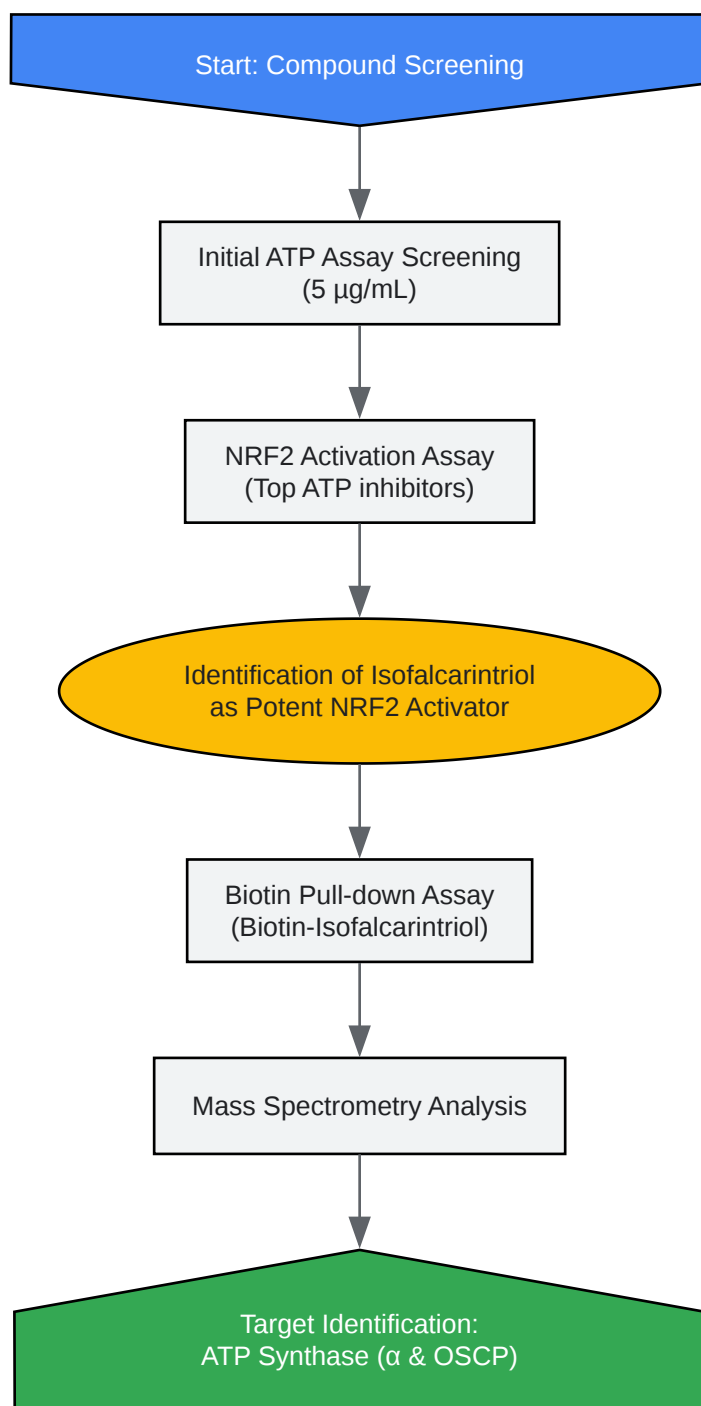 Start: Compound Screening
Initial ATP Assay Screening
(5 µg/mL)
NRF2 Activation Assay
(Top ATP inhibitors)
Identification of Isofalcarintriol
as Potent NRF2 Activator
Biotin Pull-down Assay
(Biotin-Isofalcarintriol)
Mass Spectrometry Analysis
Target Identification:
ATP Synthase (α & OSCP)